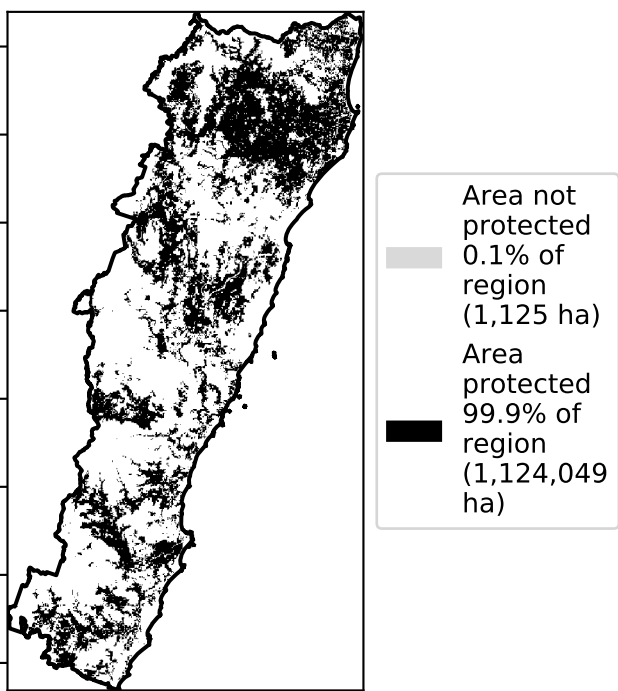 Area not
protected
0.1% of
region
(1,125 ha)
Area
protected
99.9% of
region
(1,124,049
ha)